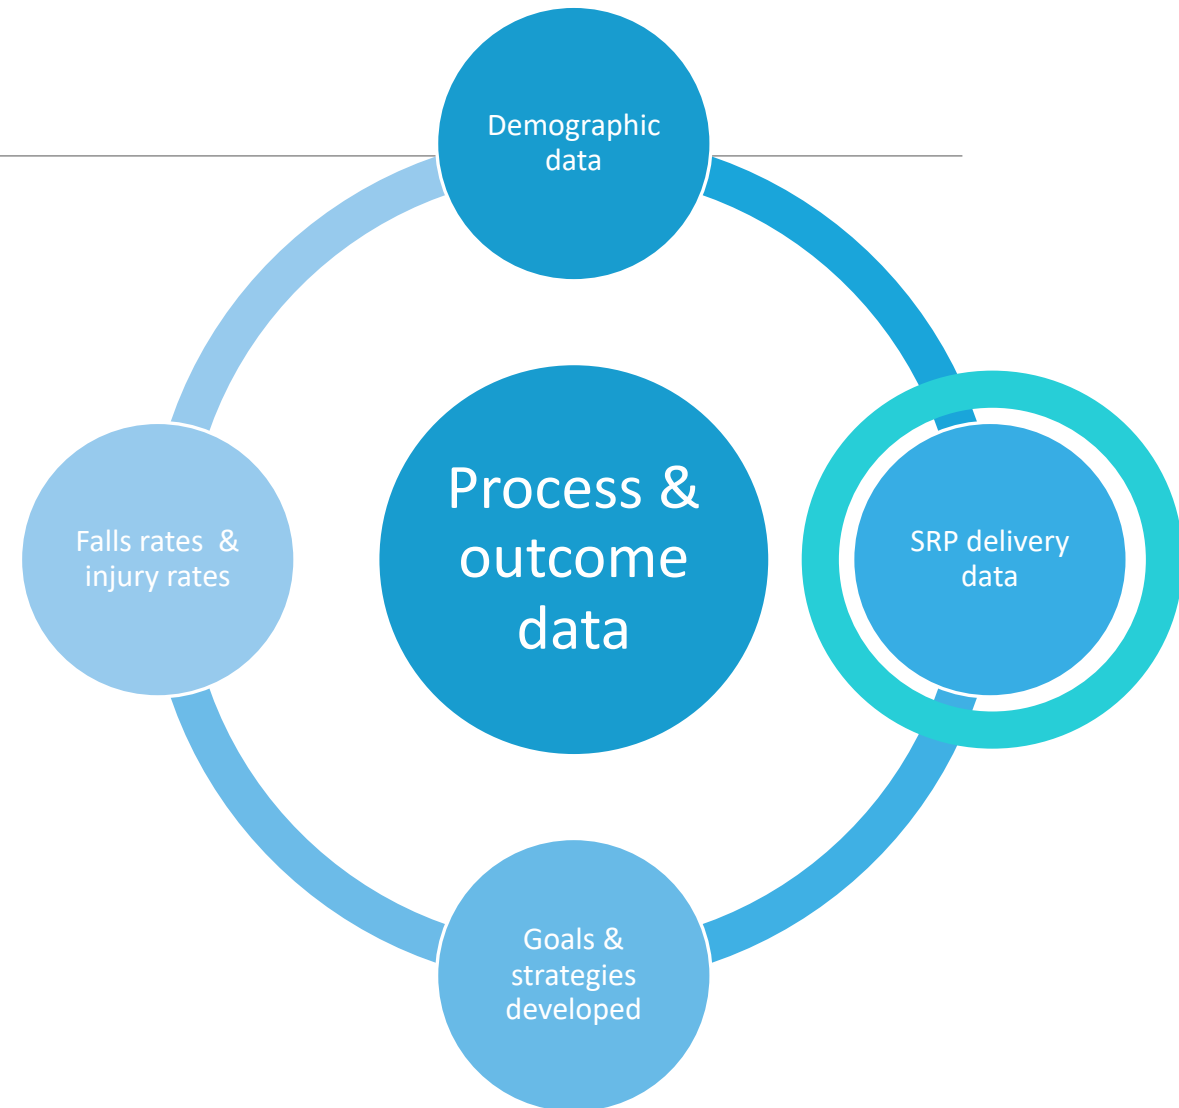 Demographic
data
Process &
outcome
data
SRP delivery
data
Goals &
strategies
developed
Falls rates  &
injury rates